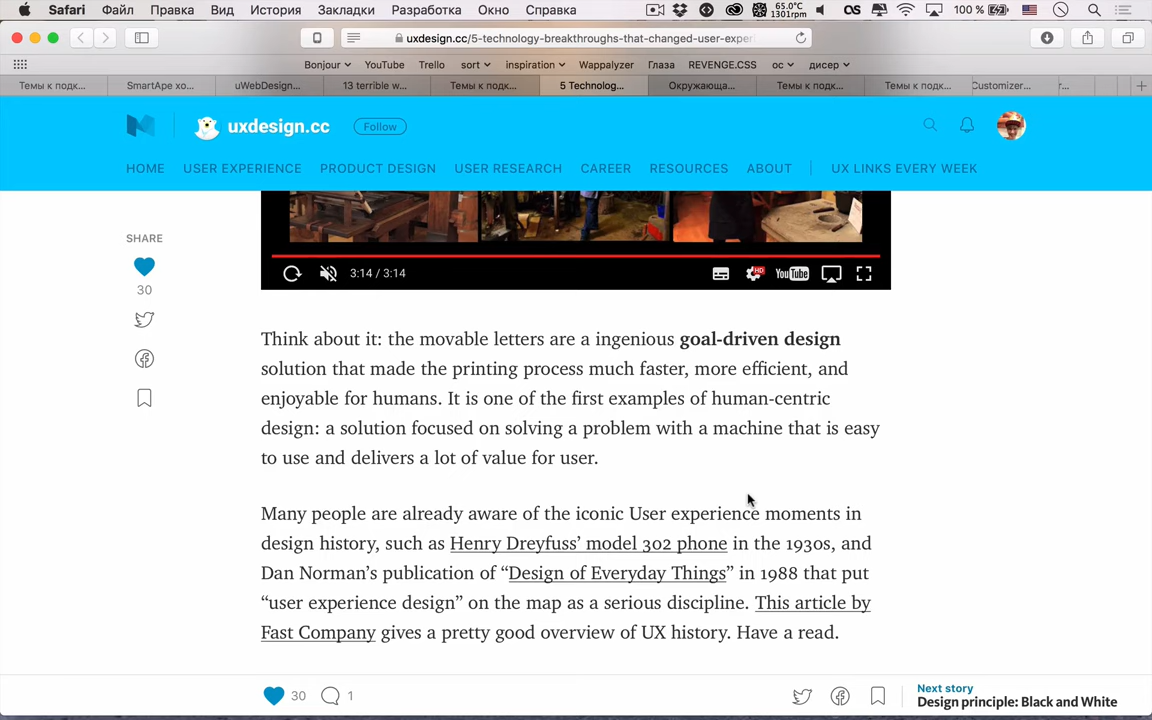 Safari Файл Правка Вид История Закладки Разработка Окно Справка 65.0°C 1301rpm 100 %
uxdesign.cc/5-technology-breakthroughs-that-changed-user-exper
Bonjour YouTube Trello sort inspiration Wappalyzer Глаза REVENGE.CSS ос дисер
Темы к подк... SmartApe хо... uWebDesign... 13 terrible w... Темы к подк... 5 Technolog... Окружающа... Темы к подк... Темы к подк... Customizer... r...
uxdesign.cc Follow
HOME USER EXPERIENCE PRODUCT DESIGN USER RESEARCH CAREER RESOURCES ABOUT UX LINKS EVERY WEEK
SHARE
30
3:14 / 3:14 HD YouTube
Think about it: the movable letters are a ingenious goal-driven design
solution that made the printing process much faster, more efficient, and
enjoyable for humans. It is one of the first examples of human-centric
design: a solution focused on solving a problem with a machine that is easy
to use and delivers a lot of value for user.
Many people are already aware of the iconic User experience moments in
design history, such as Henry Dreyfuss’ model 302 phone in the 1930s, and
Dan Norman’s publication of “Design of Everyday Things” in 1988 that put
“user experience design” on the map as a serious discipline. This article by
Fast Company gives a pretty good overview of UX history. Have a read.
30 1
Next story
Design principle: Black and White